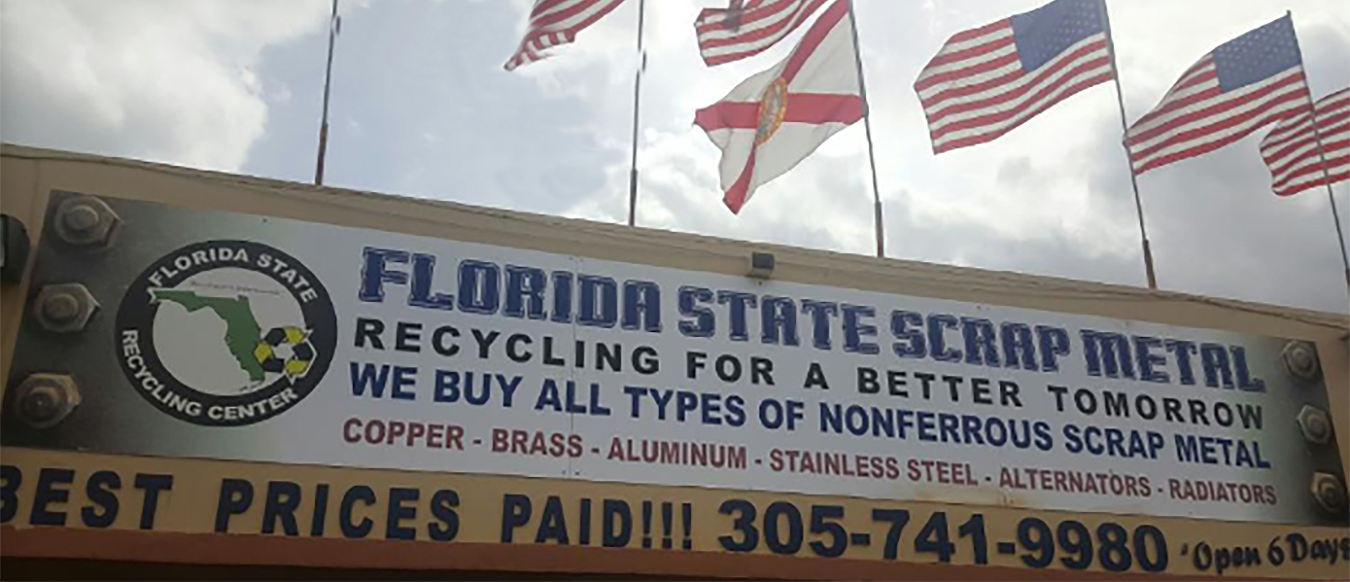 FLORIDA STATE
RECYCLING CENTER
FLORIDA STATE SCRAP METAL
RECYCLING FOR A BETTER TOMORROW
WE BUY ALL TYPES OF NONFERROUS SCRAP METAL
COPPER - BRASS - ALUMINUM - STAINLESS STEEL - ALTERNATORS - RADIATORS
BEST PRICES PAID!!! 305-741-9980 "Open 6 Days